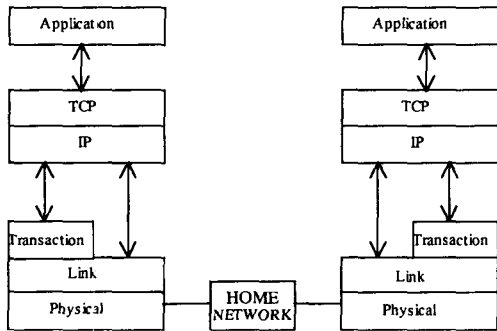 Application
TCP
IP
Transaction
Link
Physical
HOME
NETWORK
Application
TCP
IP
Transaction
Link
Physical